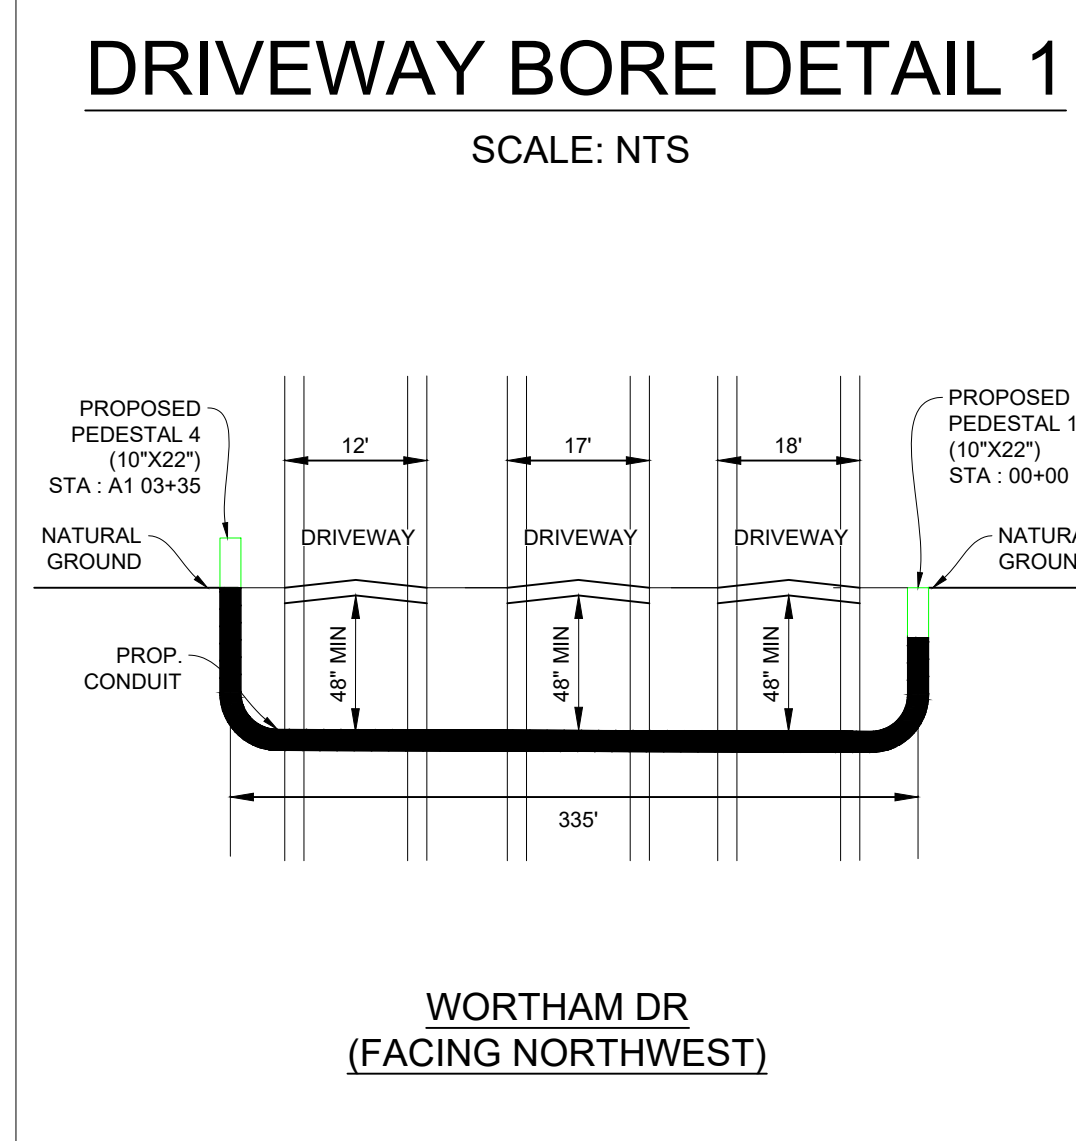 DRIVEWAY BORE DETAIL 1
SCALE: NTS
PROPOSED
PEDESTAL 4
(10"X22")
STA : A1 03+35
NATURAL
GROUND
PROP.
CONDUIT
12'
17'
18'
DRIVEWAY
DRIVEWAY
DRIVEWAY
48" MIN
48" MIN
48" MIN
335'
PROPOSED
PEDESTAL 1
(10"X22")
STA : 00+00
NATURA
GROUN
WORTHAM DR
(FACING NORTHWEST)